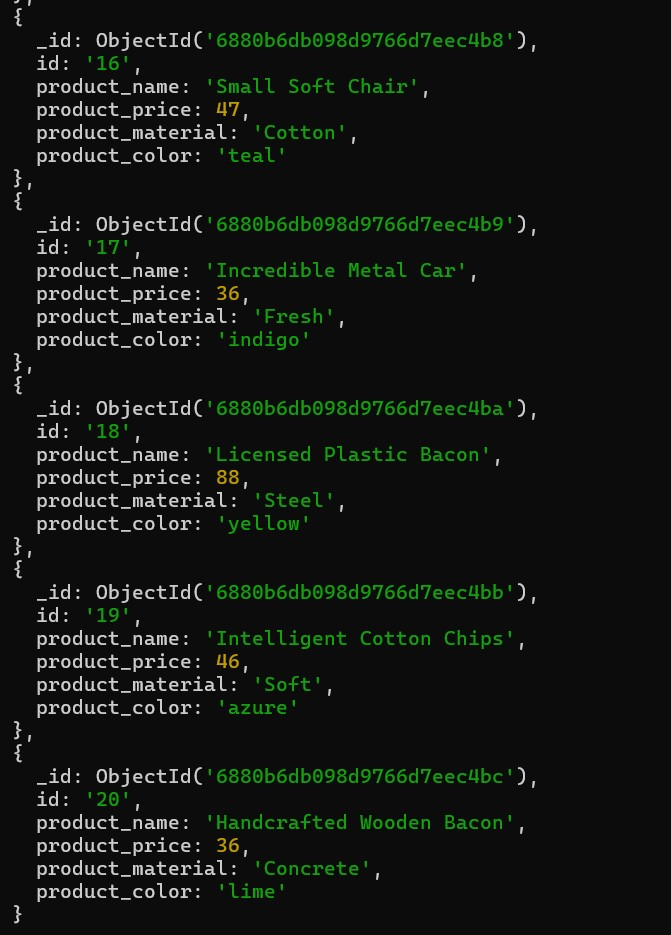 },
{
_id: ObjectId('6880b6db098d9766d7eec4b8'),
id: '16',
product_name: 'Small Soft Chair',
product_price: 47,
product_material: 'Cotton',
product_color: 'teal'
},
{
_id: ObjectId('6880b6db098d9766d7eec4b9'),
id: '17',
product_name: 'Incredible Metal Car',
product_price: 36,
product_material: 'Fresh',
product_color: 'indigo'
},
{
_id: ObjectId('6880b6db098d9766d7eec4ba'),
id: '18',
product_name: 'Licensed Plastic Bacon',
product_price: 88,
product_material: 'Steel',
product_color: 'yellow'
},
{
_id: ObjectId('6880b6db098d9766d7eec4bb'),
id: '19',
product_name: 'Intelligent Cotton Chips',
product_price: 46,
product_material: 'Soft',
product_color: 'azure'
},
{
_id: ObjectId('6880b6db098d9766d7eec4bc'),
id: '20',
product_name: 'Handcrafted Wooden Bacon',
product_price: 36,
product_material: 'Concrete',
product_color: 'lime'
}